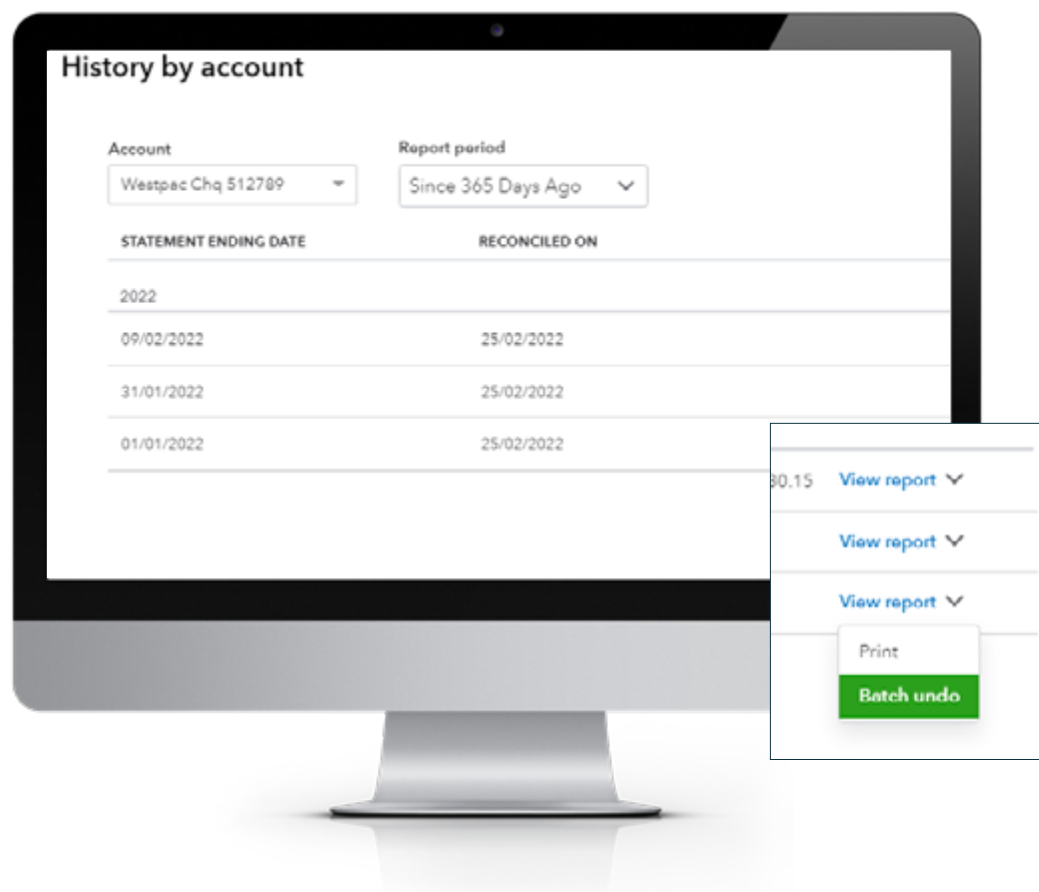 History by account
Account Report period
Westpac Chq 512789 Since 365 Days Ago
STATEMENT ENDING DATE RECONCILED ON
2022
09/02/2022 25/02/2022
31/01/2022 25/02/2022
01/01/2022 25/02/2022
30.15 View report
View report
View report
Print
Batch undo